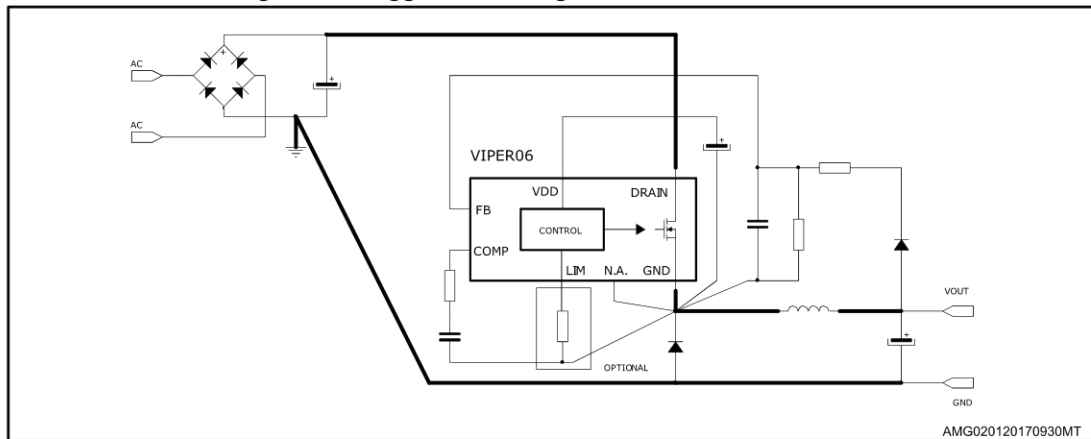 AC
AC
VIPER06
VDD
DRAIN
FB
CONTROL
COMP
LIM
N.A.
GND
VOUT
OPTIONAL
GND
AMG020120170930MT